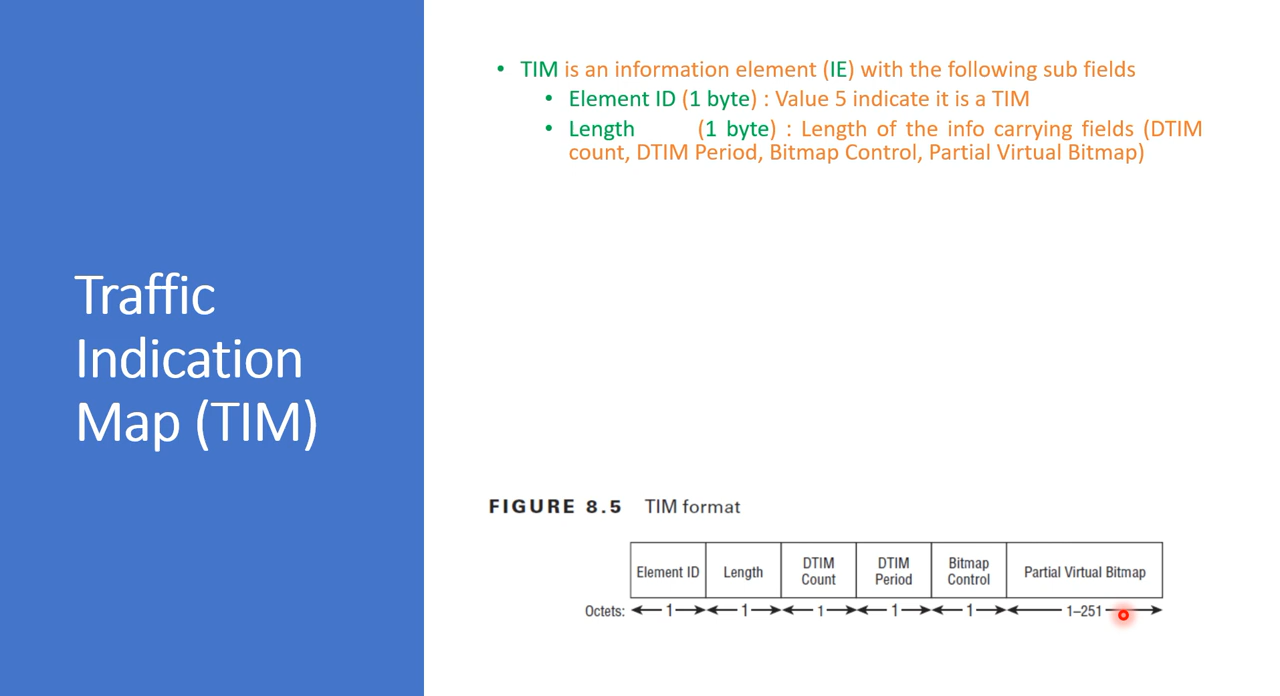 Traffic
Indication
Map (TIM)
• TIM is an information element (IE) with the following sub fields
• Element ID (1 byte) : Value 5 indicate it is a TIM
• Length (1 byte) : Length of the info carrying fields (DTIM
count, DTIM Period, Bitmap Control, Partial Virtual Bitmap)
FIGURE 8.5 TIM format
Element ID
Length
DTIM
Count
DTIM
Period
Bitmap
Control
Partial Virtual Bitmap
Octets: 1 1 1 1 1 1–251